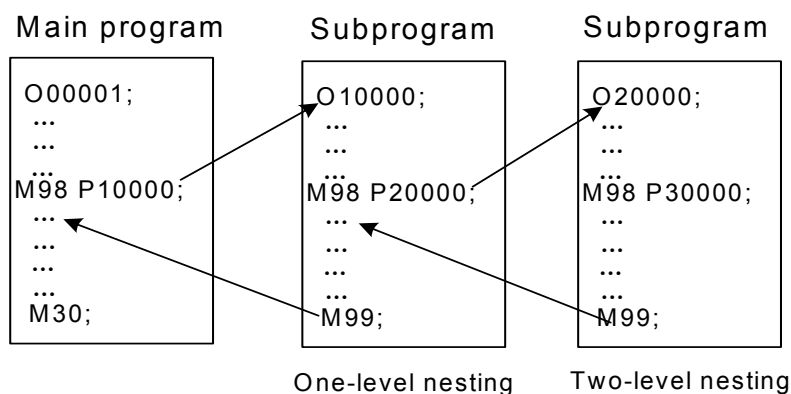 Main program
O00001;
...
...
...
M98 P10000;
...
...
...
...
M30;
Subprogram
O10000;
...
...
...
M98 P20000;
...
...
...
...
M99;
One-level nesting
Subprogram
O20000;
...
...
...
M98 P30000;
...
...
...
...
M99;
Two-level nesting